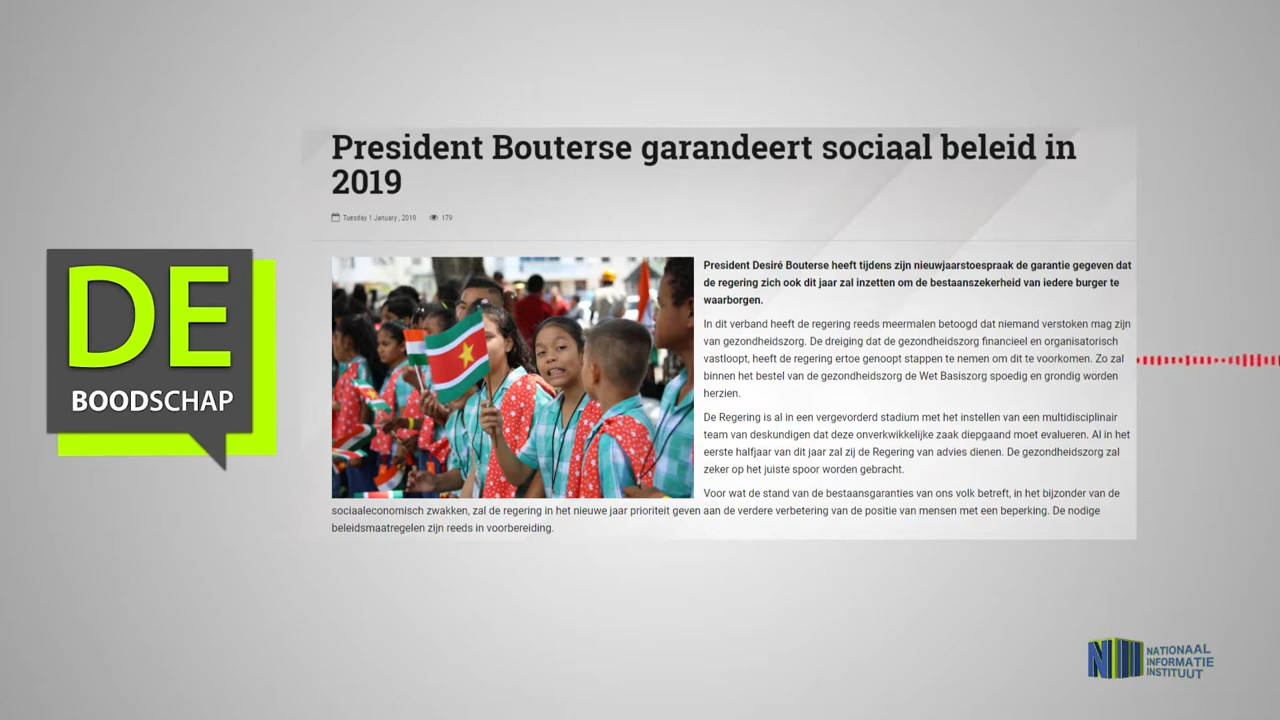 President Bouterse garandeert sociaal beleid in
2019
Tuesday 1 January , 2019 179
President Desiré Bouterse heeft tijdens zijn nieuwjaarstoespraak de garantie gegeven dat
de regering zich ook dit jaar zal inzetten om de bestaanszekerheid van iedere burger te
waarborgen.
In dit verband heeft de regering reeds meermalen betoogd dat niemand verstoken mag zijn
van gezondheidszorg. De dreiging dat de gezondheidszorg financieel en organisatorisch
vastloopt, heeft de regering ertoe genoopt stappen te nemen om dit te voorkomen. Zo zal
binnen het bestel van de gezondheidszorg de Wet Basiszorg spoedig en grondig worden
herzien.
De Regering is al in een vergevorderd stadium met het instellen van een multidisciplinair
team van deskundigen dat deze onverkwikkelijke zaak diepgaand moet evalueren. Al in het
eerste halfjaar van dit jaar zal zij de Regering van advies dienen. De gezondheidszorg zal
zeker op het juiste spoor worden gebracht.
Voor wat de stand van de bestaansgaranties van ons volk betreft, in het bijzonder van de
sociaaleconomisch zwakken, zal de regering in het nieuwe jaar prioriteit geven aan de verdere verbetering van de positie van mensen met een beperking. De nodige
beleidsmaatregelen zijn reeds in voorbereiding.
DE
BOODSCHAP
NII
NATIONAAL
INFORMATIE
INSTITUUT